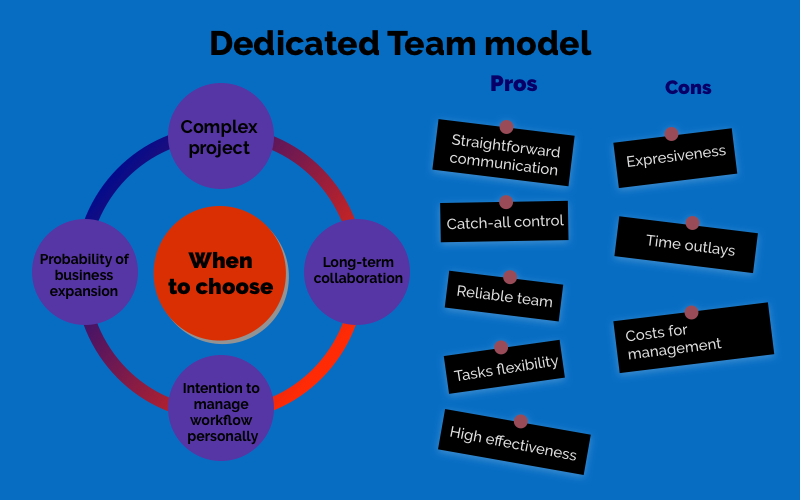 Dedicated Team model
Complex
project
Probability of
business
expansion
When
to choose
Long-term
collaboration
Intention to
manage
workflow
personally
Pros
Straightforward
communication
Catch-all control
Reliable team
Tasks flexibility
High effectiveness
Cons
Expresiveness
Time outlays
Costs for
management